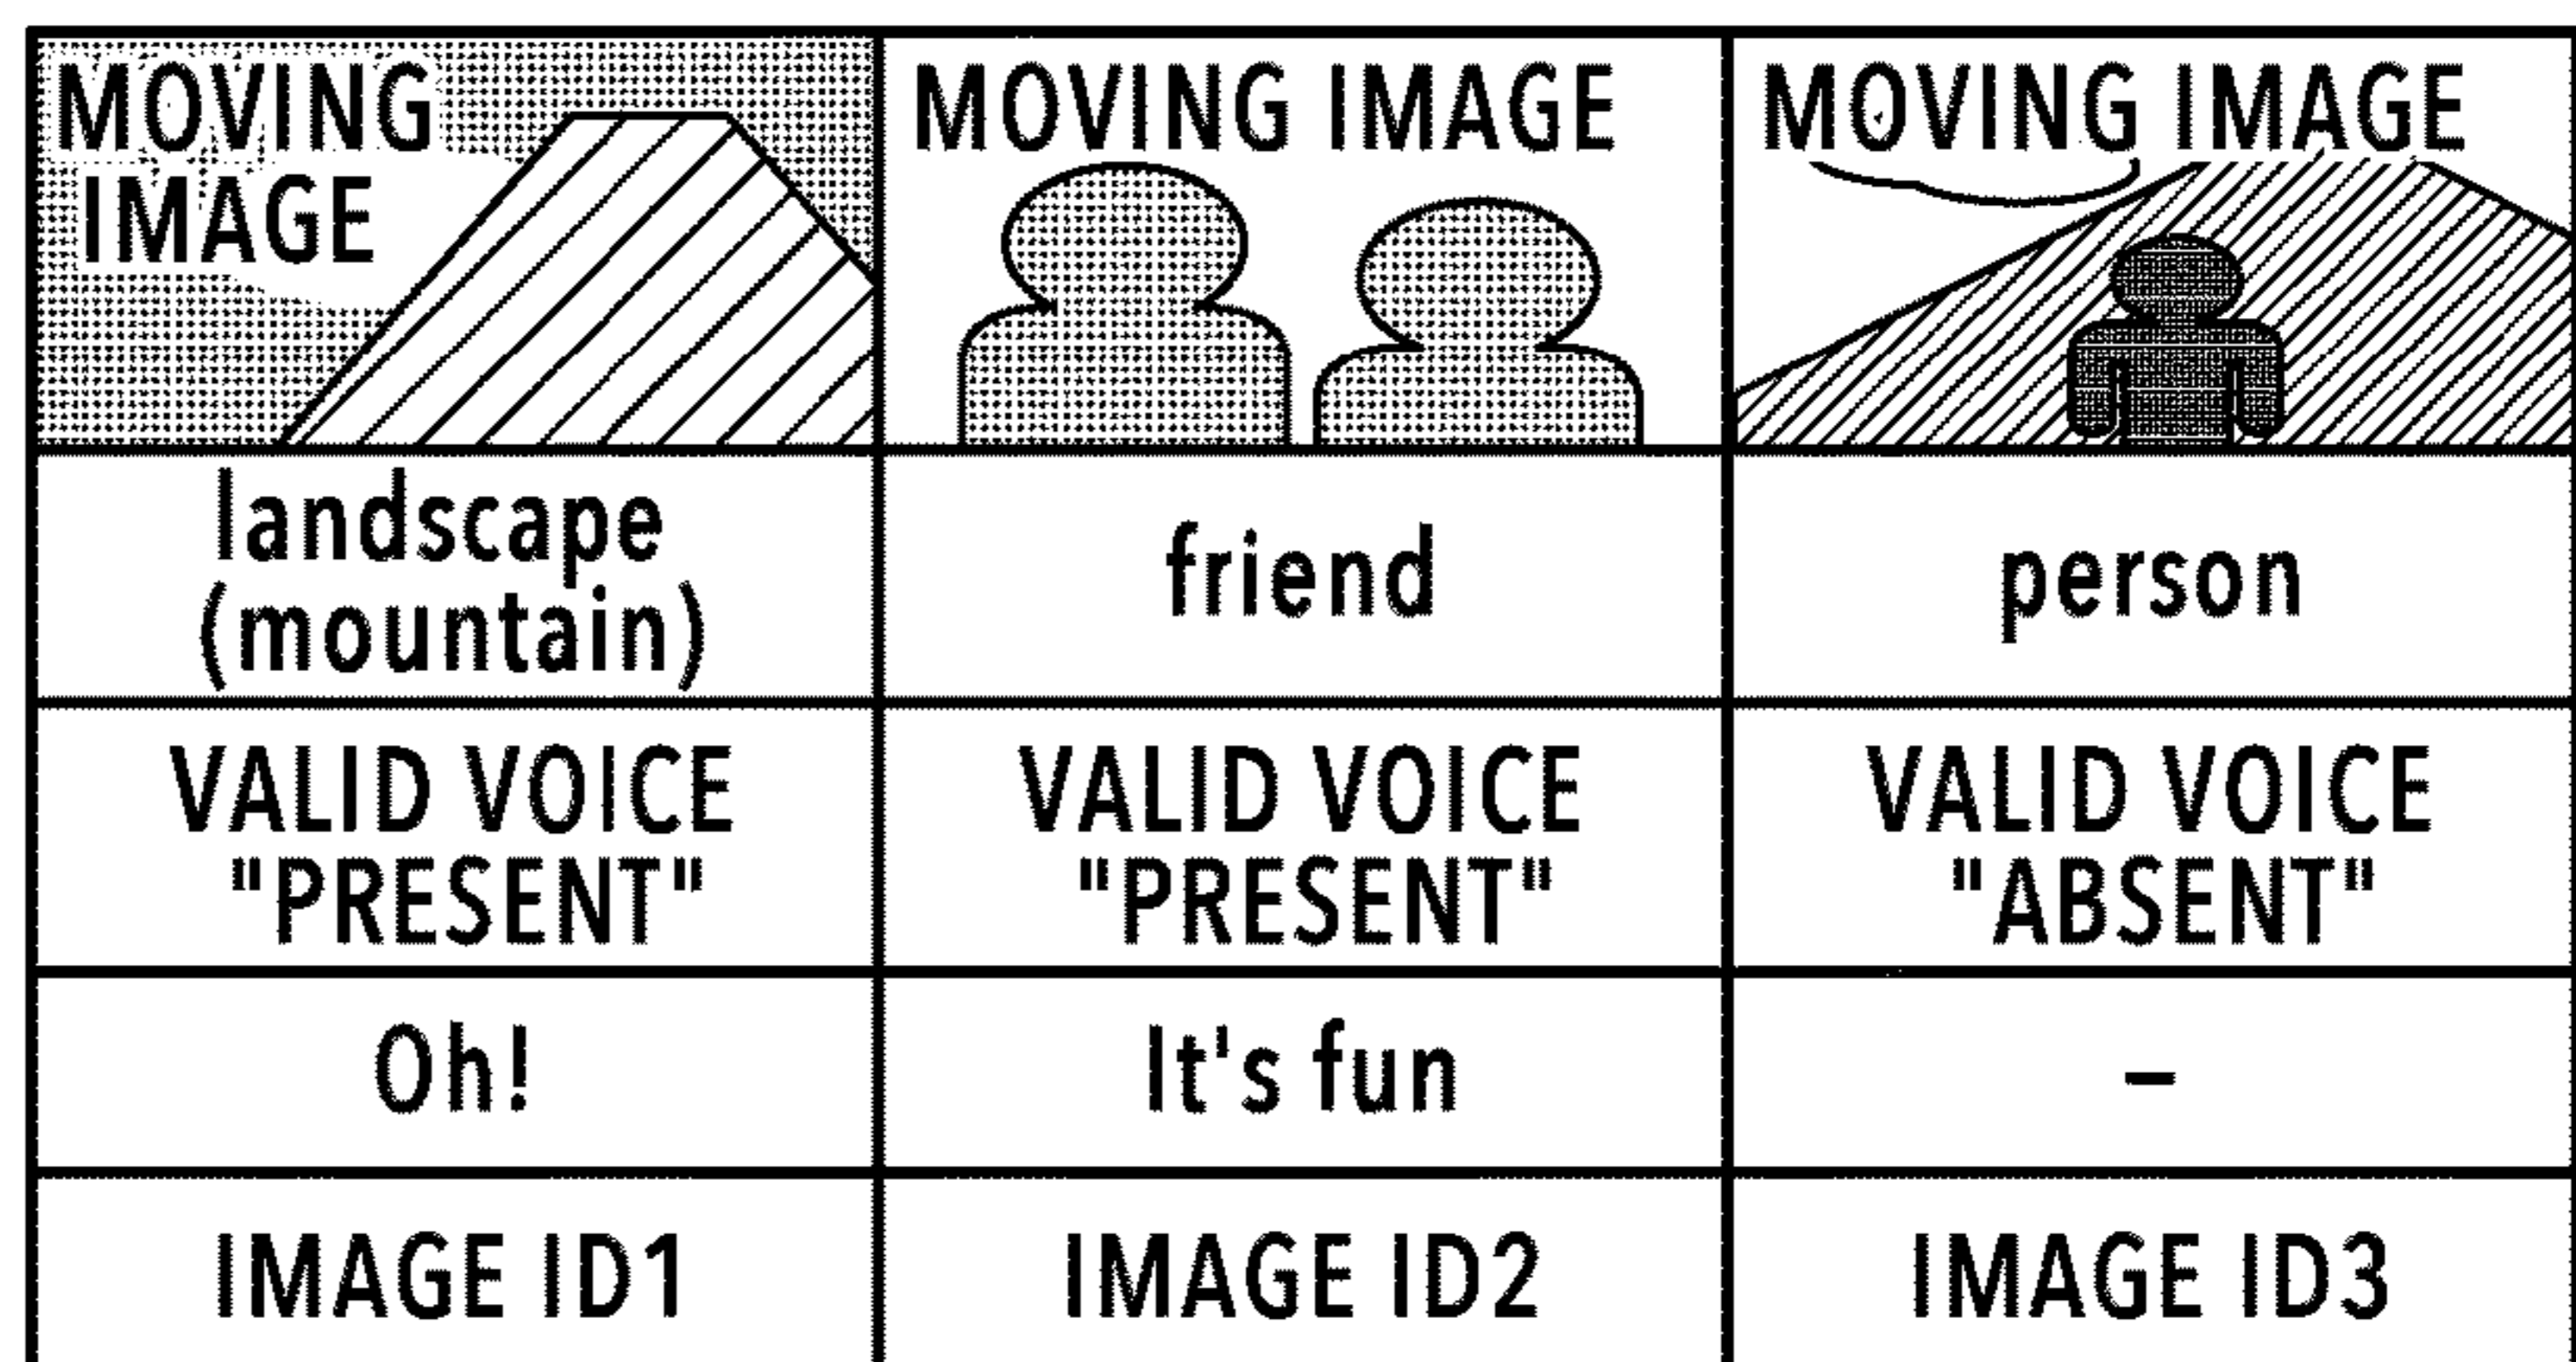 MOVING
IMAGE
MOVING IMAGE
MOVING IMAGE
landscape
(mountain)
friend
person
VALID VOICE
"PRESENT"
VALID VOICE
"PRESENT"
VALID VOICE
"ABSENT"
Oh!
It's fun
–
IMAGE ID1
IMAGE ID2
IMAGE ID3